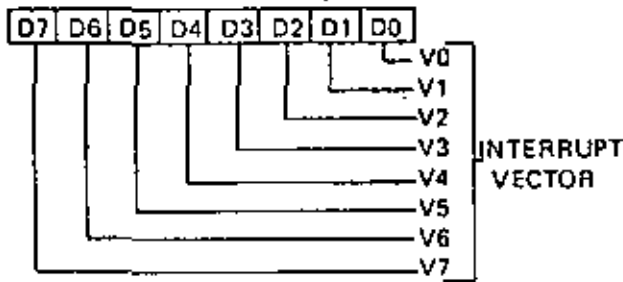 D7 D6 D5 D4 D3 D2 D1 D0
V0
V1
V2
V3
V4
V5
V6
V7
INTERRUPT
VECTOR